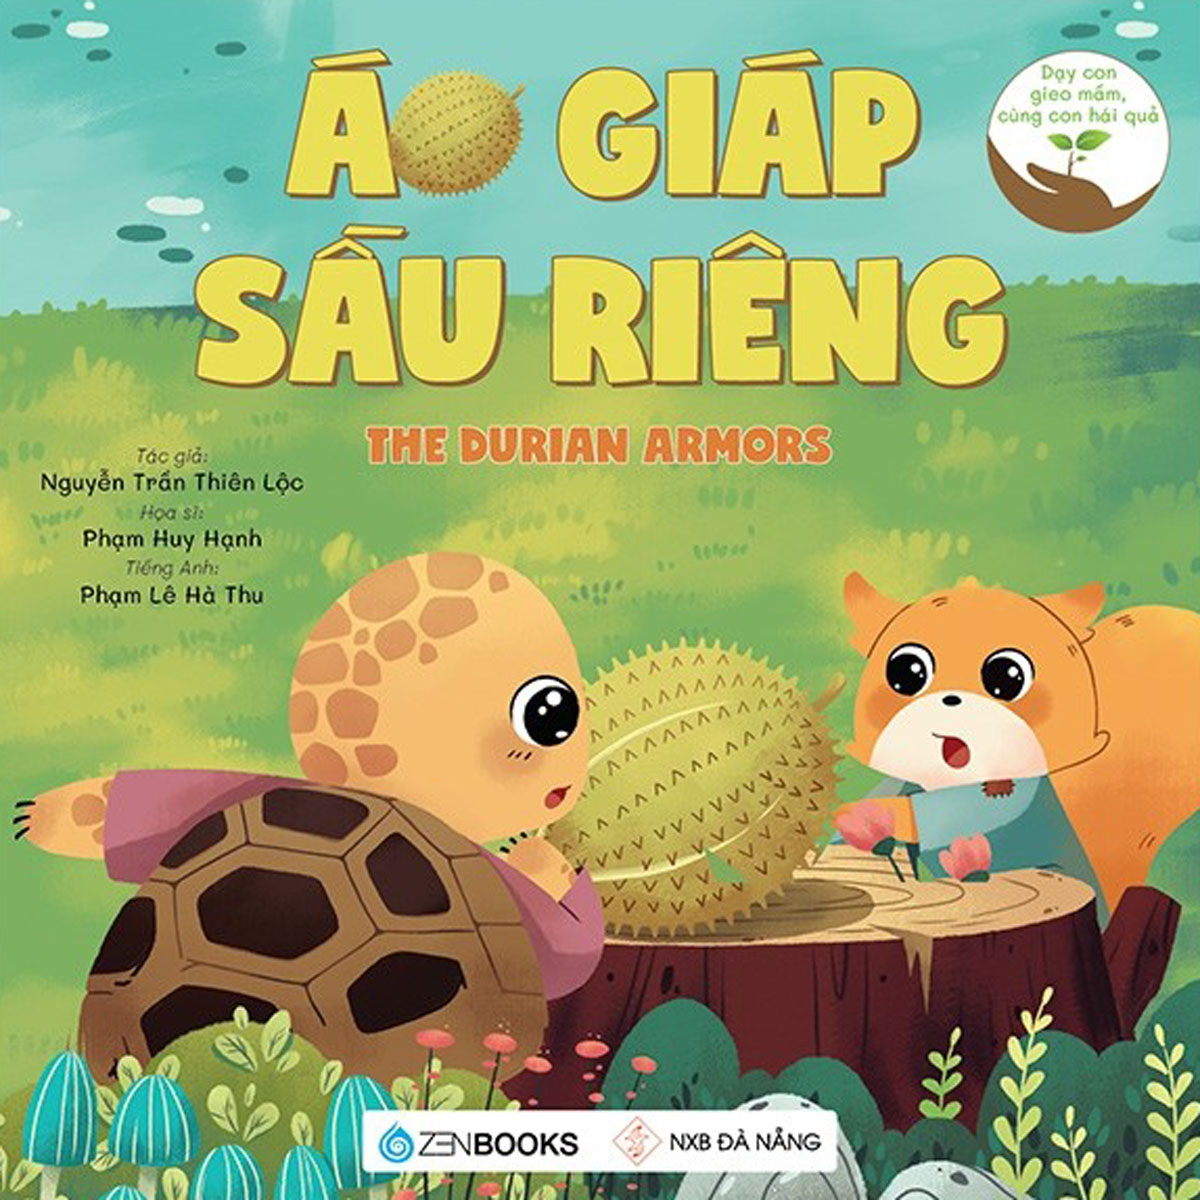 ÁO GIÁP
SẦU RIÊNG
THE DURIAN ARMORS
Dạy con
gieo mầm,
cùng con hái quả
Tác giả:
Nguyễn Trần Thiên Lộc
Họa sĩ:
Phạm Huy Hạnh
Tiếng Anh:
Phạm Lê Hà Thu
ZENBOOKS
NXB ĐÀ NẴNG